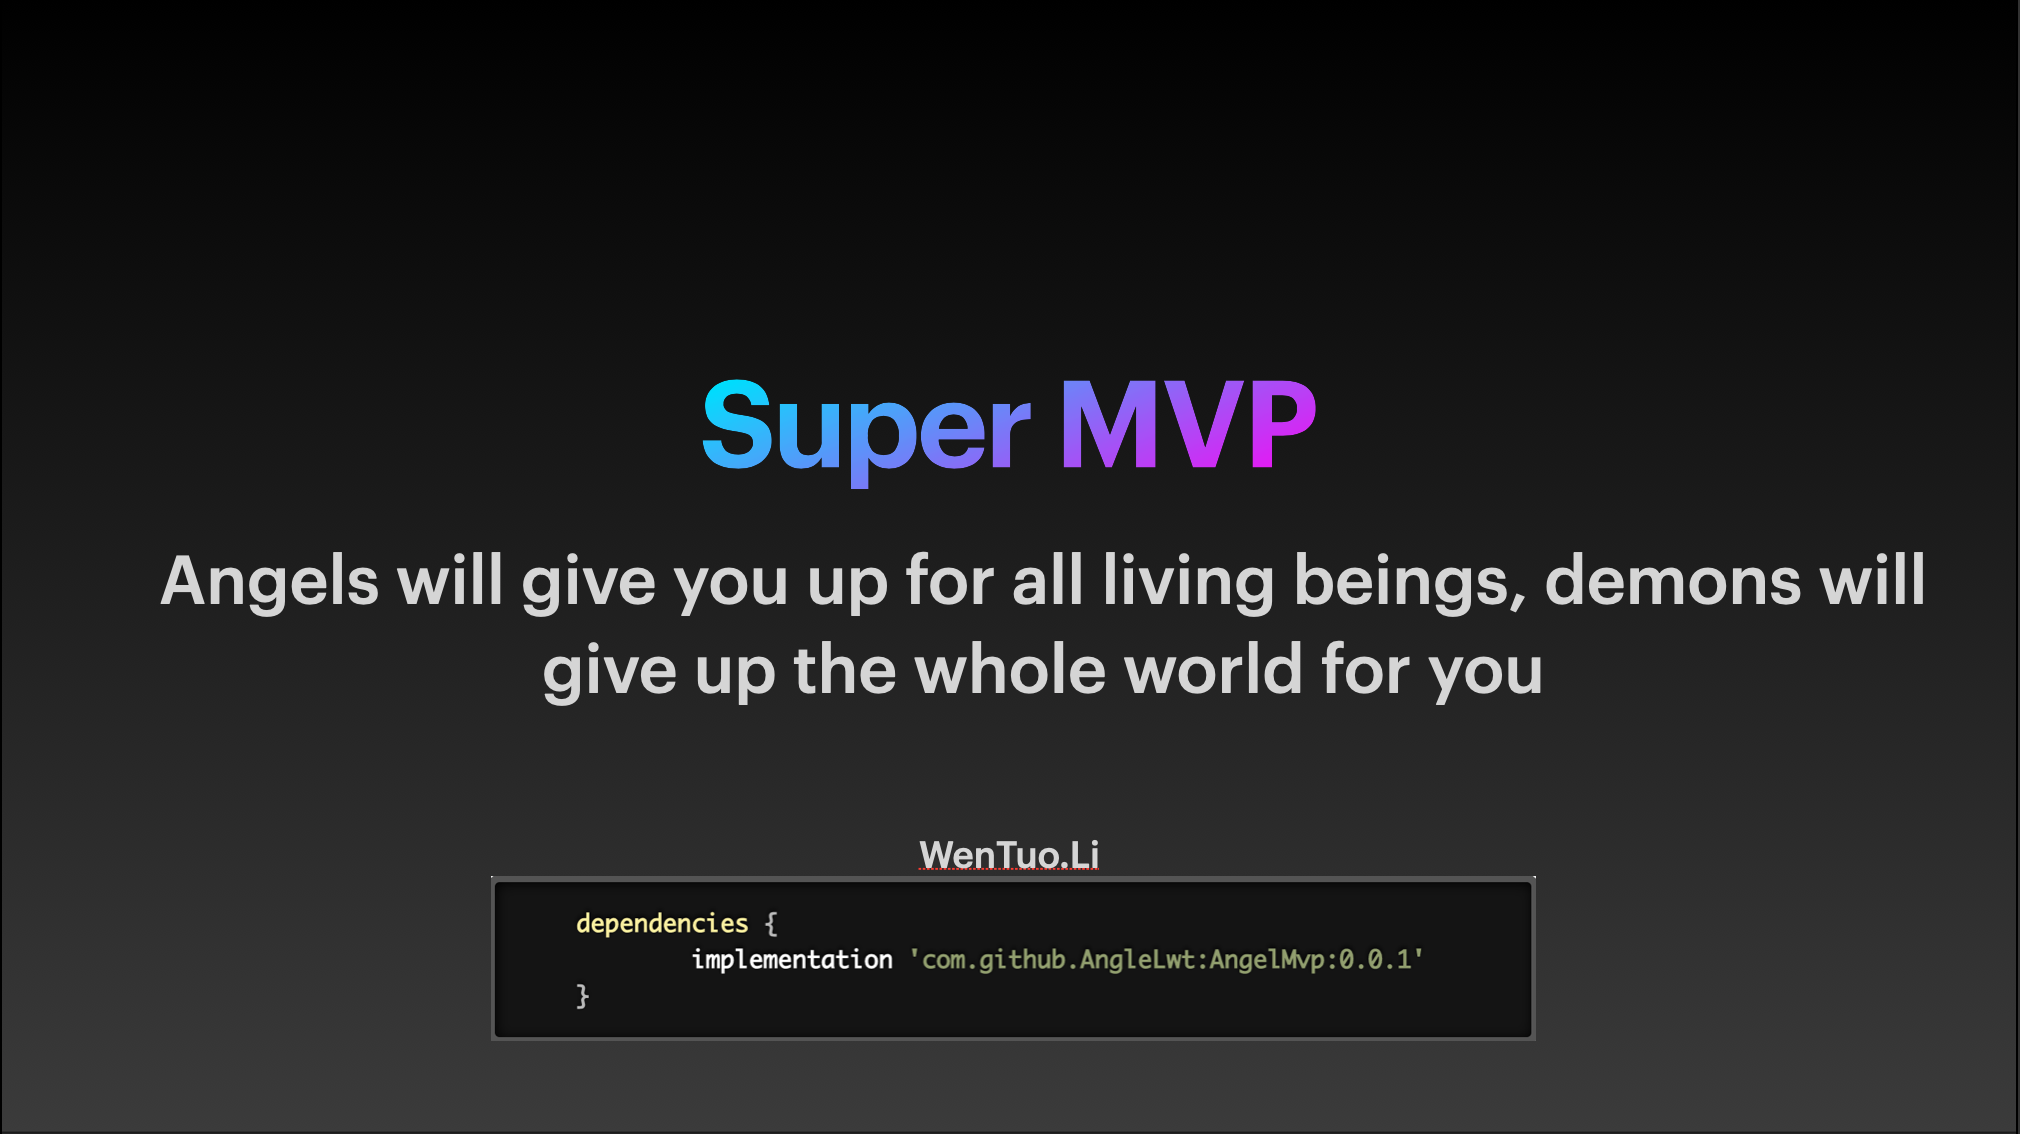 Super MVP
Angels will give you up for all living beings, demons will
give up the whole world for you
WenTuo.Li
dependencies {
implementation 'com.github.AngleLwt:AngelMvp:0.0.1'
}